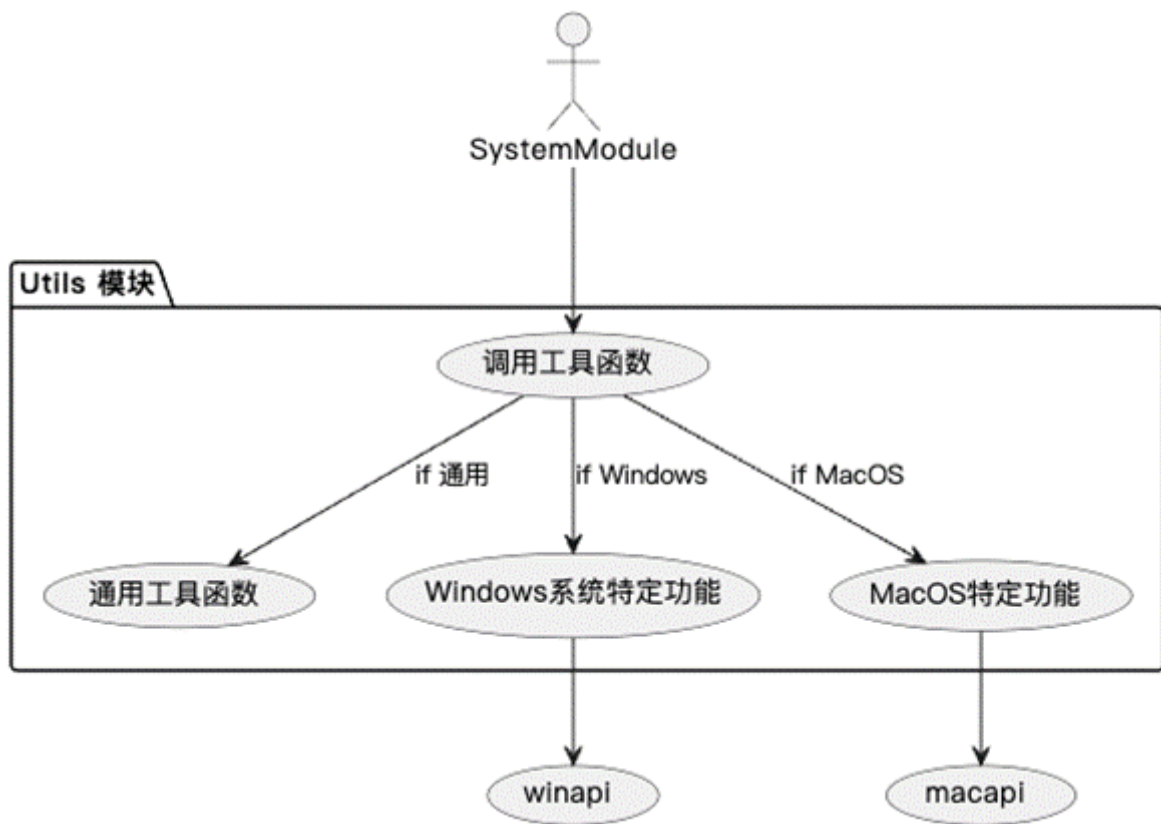 SystemModule
Utils 模块
调用工具函数
if 通用
if Windows
if MacOS
通用工具函数
Windows系统特定功能
MacOS特定功能
winapi
macapi